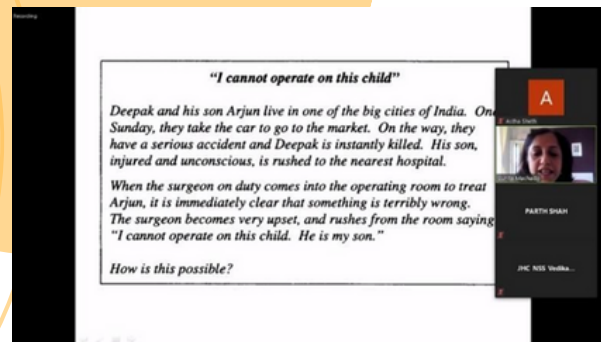 Recording
“I cannot operate on this child”
Deepak and his son Arjun live in one of the big cities of India. One
Sunday, they take the car to go to the market. On the way, they
have a serious accident and Deepak is instantly killed. His son,
injured and unconscious, is rushed to the nearest hospital.
When the surgeon on duty comes into the operating room to treat
Arjun, it is immediately clear that something is terribly wrong.
The surgeon becomes very upset, and rushes from the room saying
“I cannot operate on this child. He is my son.”
How is this possible?
A
PARTH SHAH
JHC NSS Vedika...